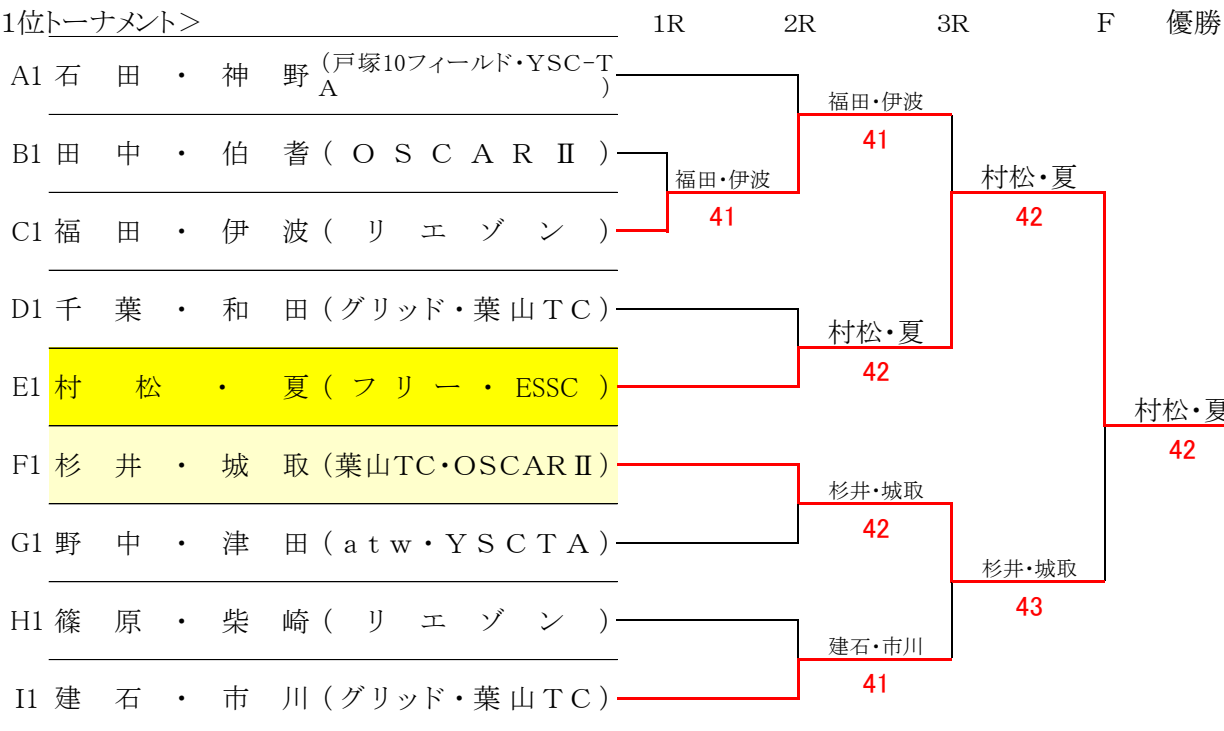 1位トーナメント＞ 1R 2R 3R F 優勝
A1 石田・神野(戸塚10フィールド・YSC-TA)
福田・伊波
41
B1 田中・伯耆(OSCARⅡ)
福田・伊波
41
村松・夏
42
C1 福田・伊波(リエゾン)
D1 千葉・和田(グリッド・葉山TC)
村松・夏
42
E1 村松・夏(フリー・ESSC)
村松・夏
42
F1 杉井・城取(葉山TC・OSCARⅡ)
杉井・城取
42
G1 野中・津田(atw・YSCTA)
杉井・城取
43
H1 篠原・柴崎(リエゾン)
建石・市川
41
I1 建石・市川(グリッド・葉山TC)